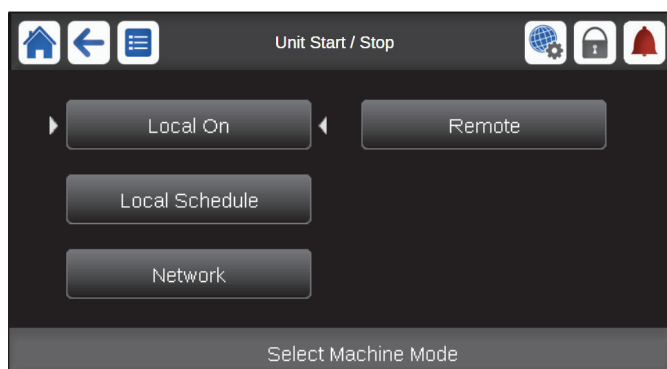 Unit Start / Stop
Local On
Remote
Local Schedule
Network
Select Machine Mode